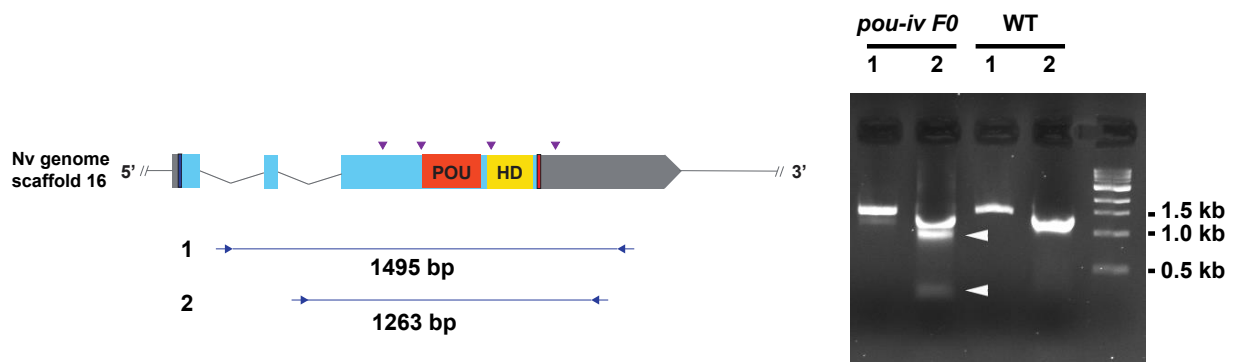 pou-iv F0 WT
1 2 1 2
Nv genome
scaffold 16
5' // POU HD // 3'
1
1495 bp
2
1263 bp
- 1.5 kb
- 1.0 kb
- 0.5 kb